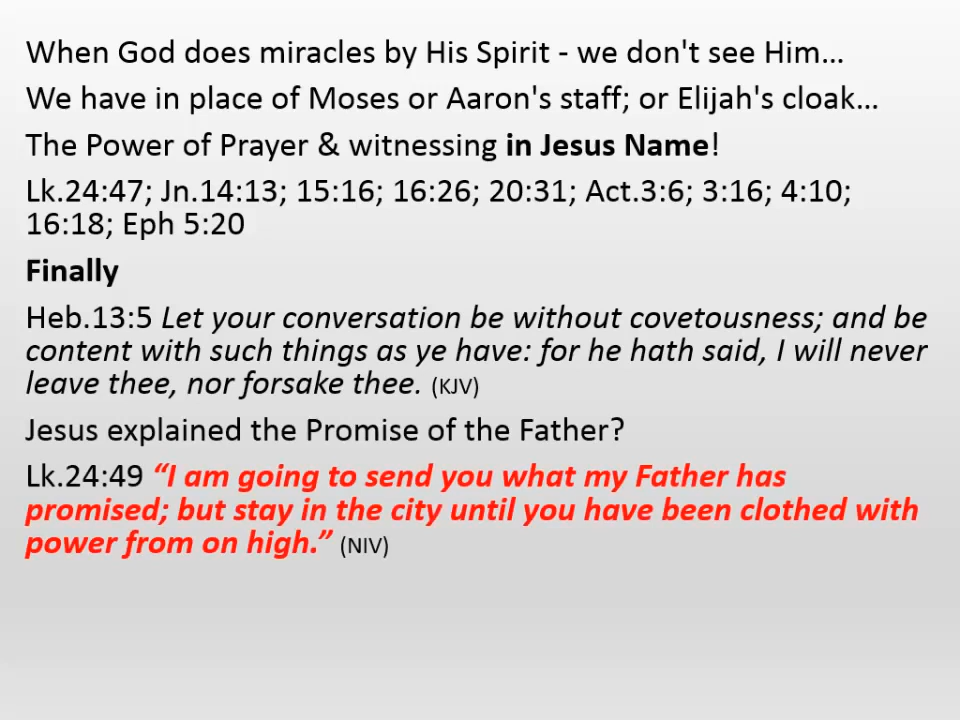 When God does miracles by His Spirit - we don't see Him…
We have in place of Moses or Aaron's staff; or Elijah's cloak…
The Power of Prayer & witnessing in Jesus Name!
Lk.24:47; Jn.14:13; 15:16; 16:26; 20:31; Act.3:6; 3:16; 4:10;
16:18; Eph 5:20
Finally
Heb.13:5 Let your conversation be without covetousness; and be
content with such things as ye have: for he hath said, I will never
leave thee, nor forsake thee. (KJV)
Jesus explained the Promise of the Father?
Lk.24:49 “I am going to send you what my Father has
promised; but stay in the city until you have been clothed with
power from on high.” (NIV)